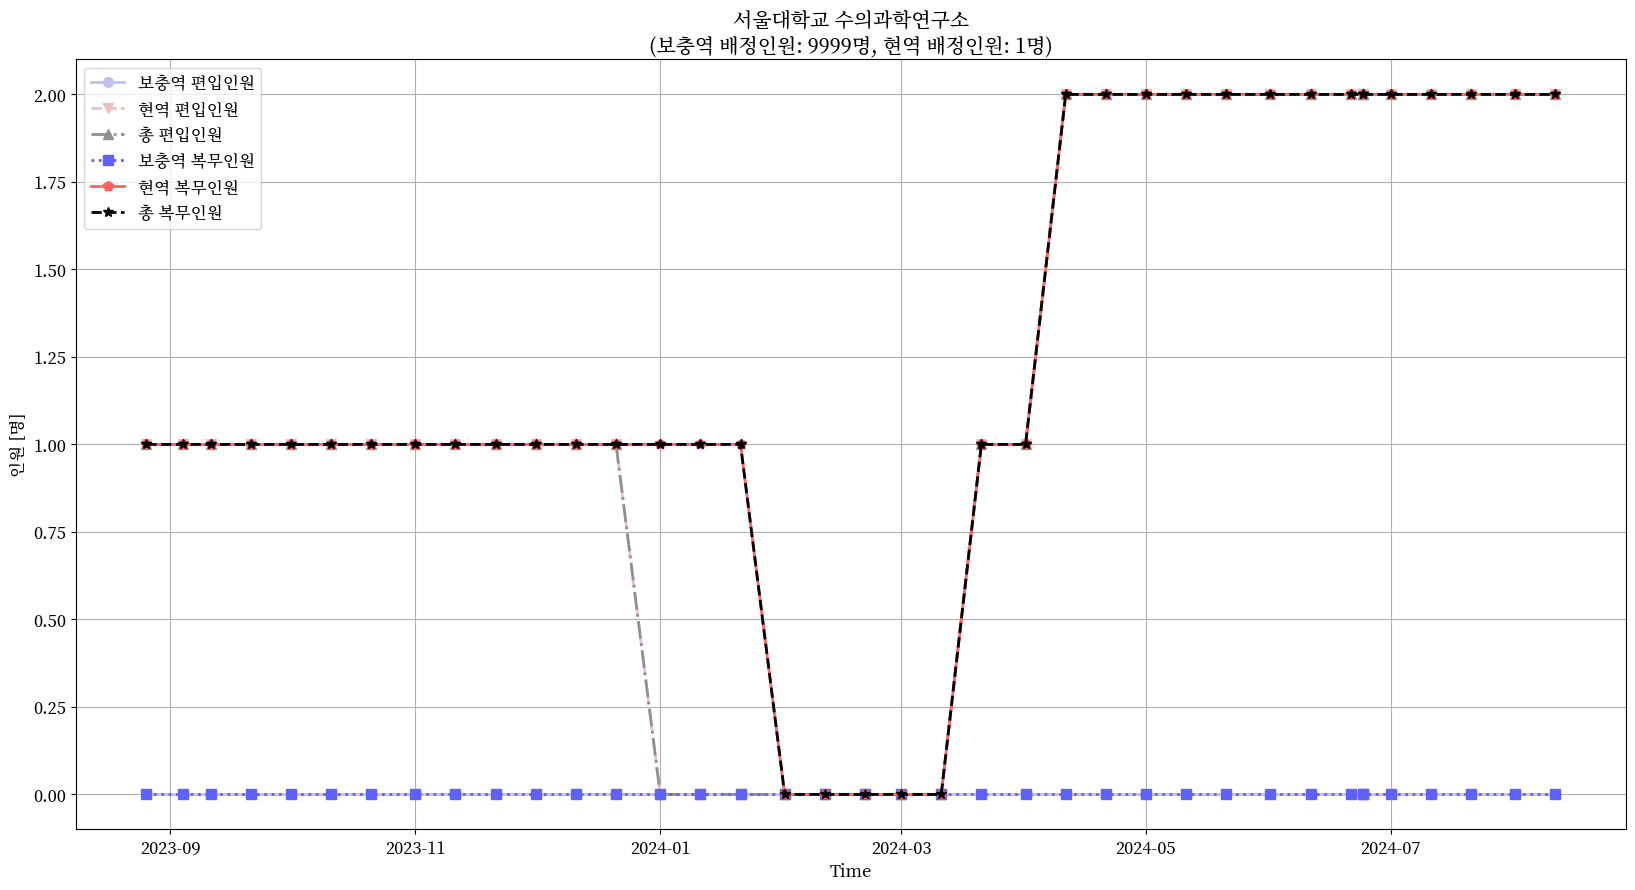 서울대학교 수의과학연구소
(보충역 배정인원: 9999명, 현역 배정인원: 1명)
보충역 편입인원
현역 편입인원
총 편입인원
보충역 복무인원
현역 복무인원
총 복무인원
2.00
1.75
1.50
1.25
1.00
0.75
0.50
0.25
0.00
인원 [명]
2023-09 2023-11 2024-01 2024-03 2024-05 2024-07
Time